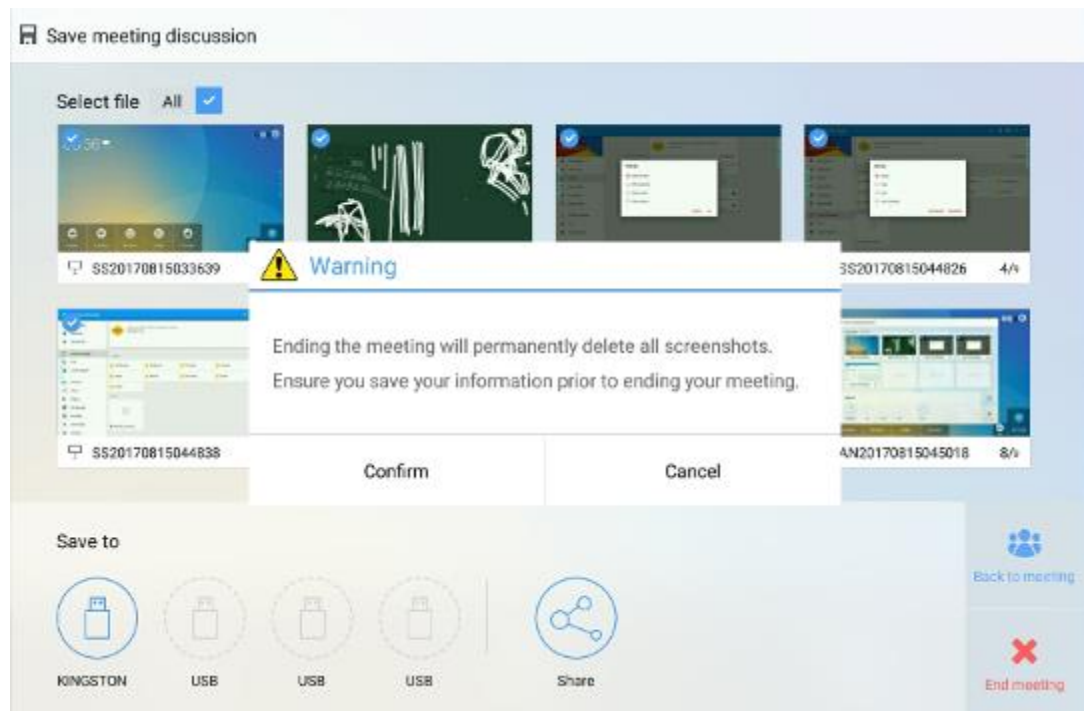 Save meeting discussion
Select file All
SS20170815033639
SS20170815044826 4/8
Warning
Ending the meeting will permanently delete all screenshots.
Ensure you save your information prior to ending your meeting.
Confirm Cancel
SS20170815044838
AN20170815045018 8/8
Save to
Back to meeting
KINGSTON USB USB USB Share
End meeting